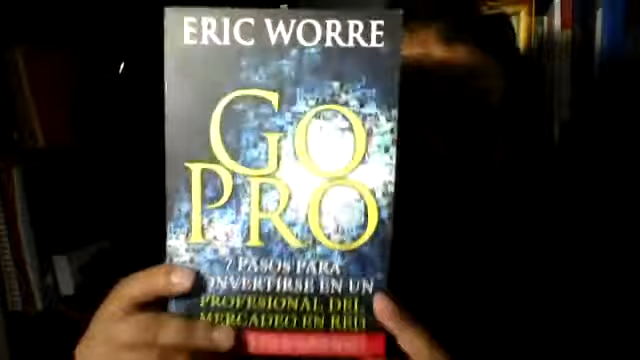 ERIC WORRE
GO
PRO
7 PASOS PARA
CONVERTIRSE EN UN
PROFESIONAL DEL
MERCADEO EN RED